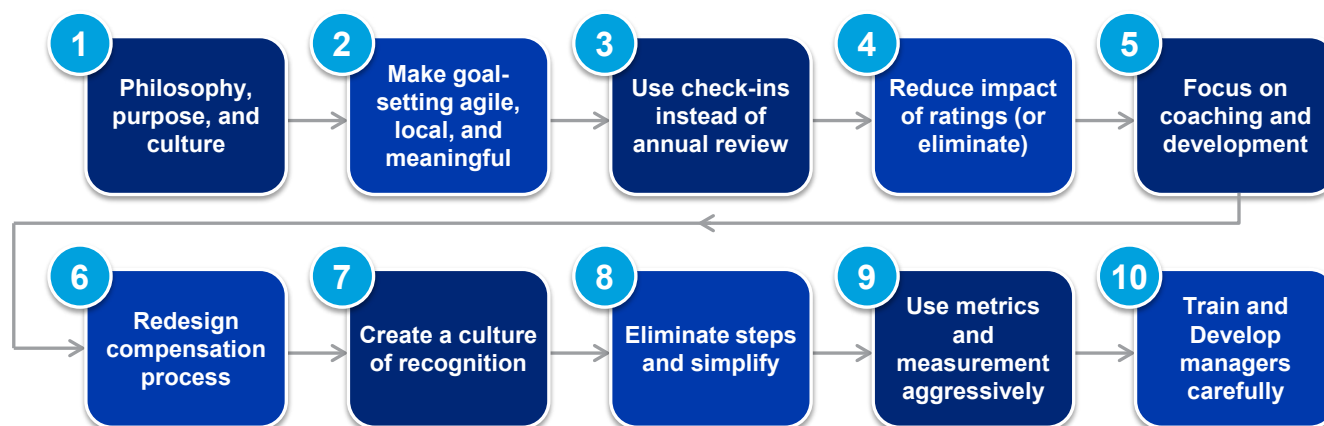 1
Philosophy,
purpose, and
culture
2
Make goal-
setting agile,
local, and
meaningful
3
Use check-ins
instead of
annual review
4
Reduce impact
of ratings (or
eliminate)
5
Focus on
coaching and
development
6
Redesign
compensation
process
7
Create a culture
of recognition
8
Eliminate steps
and simplify
9
Use metrics
and
measurement
aggressively
10
Train and
Develop
managers
carefully